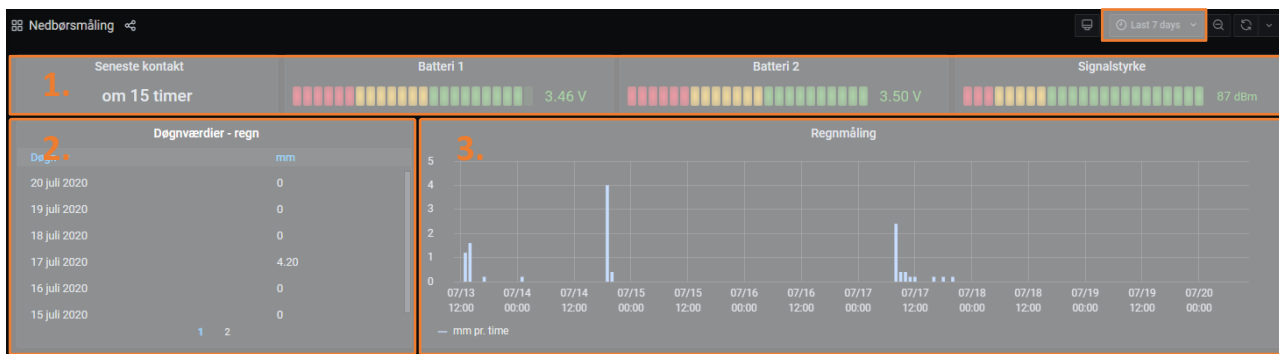 Nedbørsmåling
Last 7 days
1.
Seneste kontakt
om 15 timer
Batteri 1
3.46 V
Batteri 2
3.50 V
Signalstyrke
87 dBm
2.
Døgnværdier - regn
mm
20 juli 2020 0
19 juli 2020 0
18 juli 2020 0
17 juli 2020 4.20
16 juli 2020 0
15 juli 2020 0
1 2
3.
Regnmåling
5
4
3
2
1
0
07/13 07/14 07/14 07/15 07/15 07/16 07/16 07/17 07/17 07/18 07/18 07/19 07/19 07/20
12:00 00:00 12:00 00:00 12:00 00:00 12:00 00:00 12:00 00:00 12:00 00:00 12:00 00:00
mm pr. time